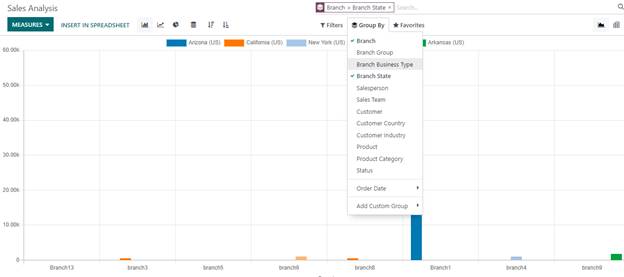 Sales Analysis
Branch > Branch State ×
Search...
MEASURES
INSERT IN SPREADSHEET
Filters
Group By
Favorites
Arizona (US)
California (US)
New York (US)
Arkansas (US)
Branch
Branch Group
Branch Business Type
Branch State
Salesperson
Sales Team
Customer
Customer Country
Customer Industry
Product
Product Category
Status
Order Date
Add Custom Group
60.00k
50.00k
40.00k
30.00k
20.00k
10.00k
0
Branch13
branch3
Branch5
branch6
branch8
Branch1
branch4
branch9